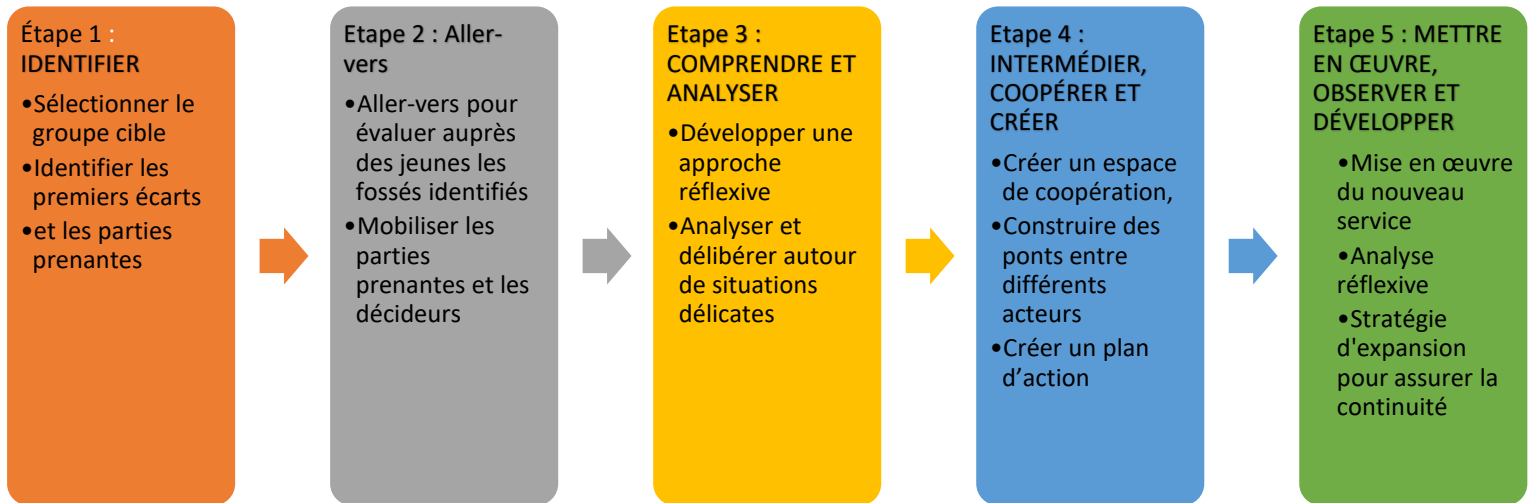 Étape 1 :
IDENTIFIER
•Sélectionner le
groupe cible
•Identifier les
premiers écarts
•et les parties
prenantes
Etape 2 : Aller-
vers
•Aller-vers pour
évaluer auprès
des jeunes les
fossés identifiés
•Mobiliser les
parties
prenantes et les
décideurs
Etape 3 :
COMPRENDRE ET
ANALYSER
•Développer une
approche
réflexive
•Analyser et
délibérer autour
de situations
délicates
Etape 4 :
INTERMÉDIER,
COOPÉRER ET
CRÉER
•Créer un espace
de coopération,
•Construire des
ponts entre
différents
acteurs
•Créer un plan
d’action
Etape 5 : METTRE
EN ŒUVRE,
OBSERVER ET
DÉVELOPPER
•Mise en œuvre
du nouveau
service
•Analyse
réflexive
•Stratégie
d'expansion
pour assurer la
continuité